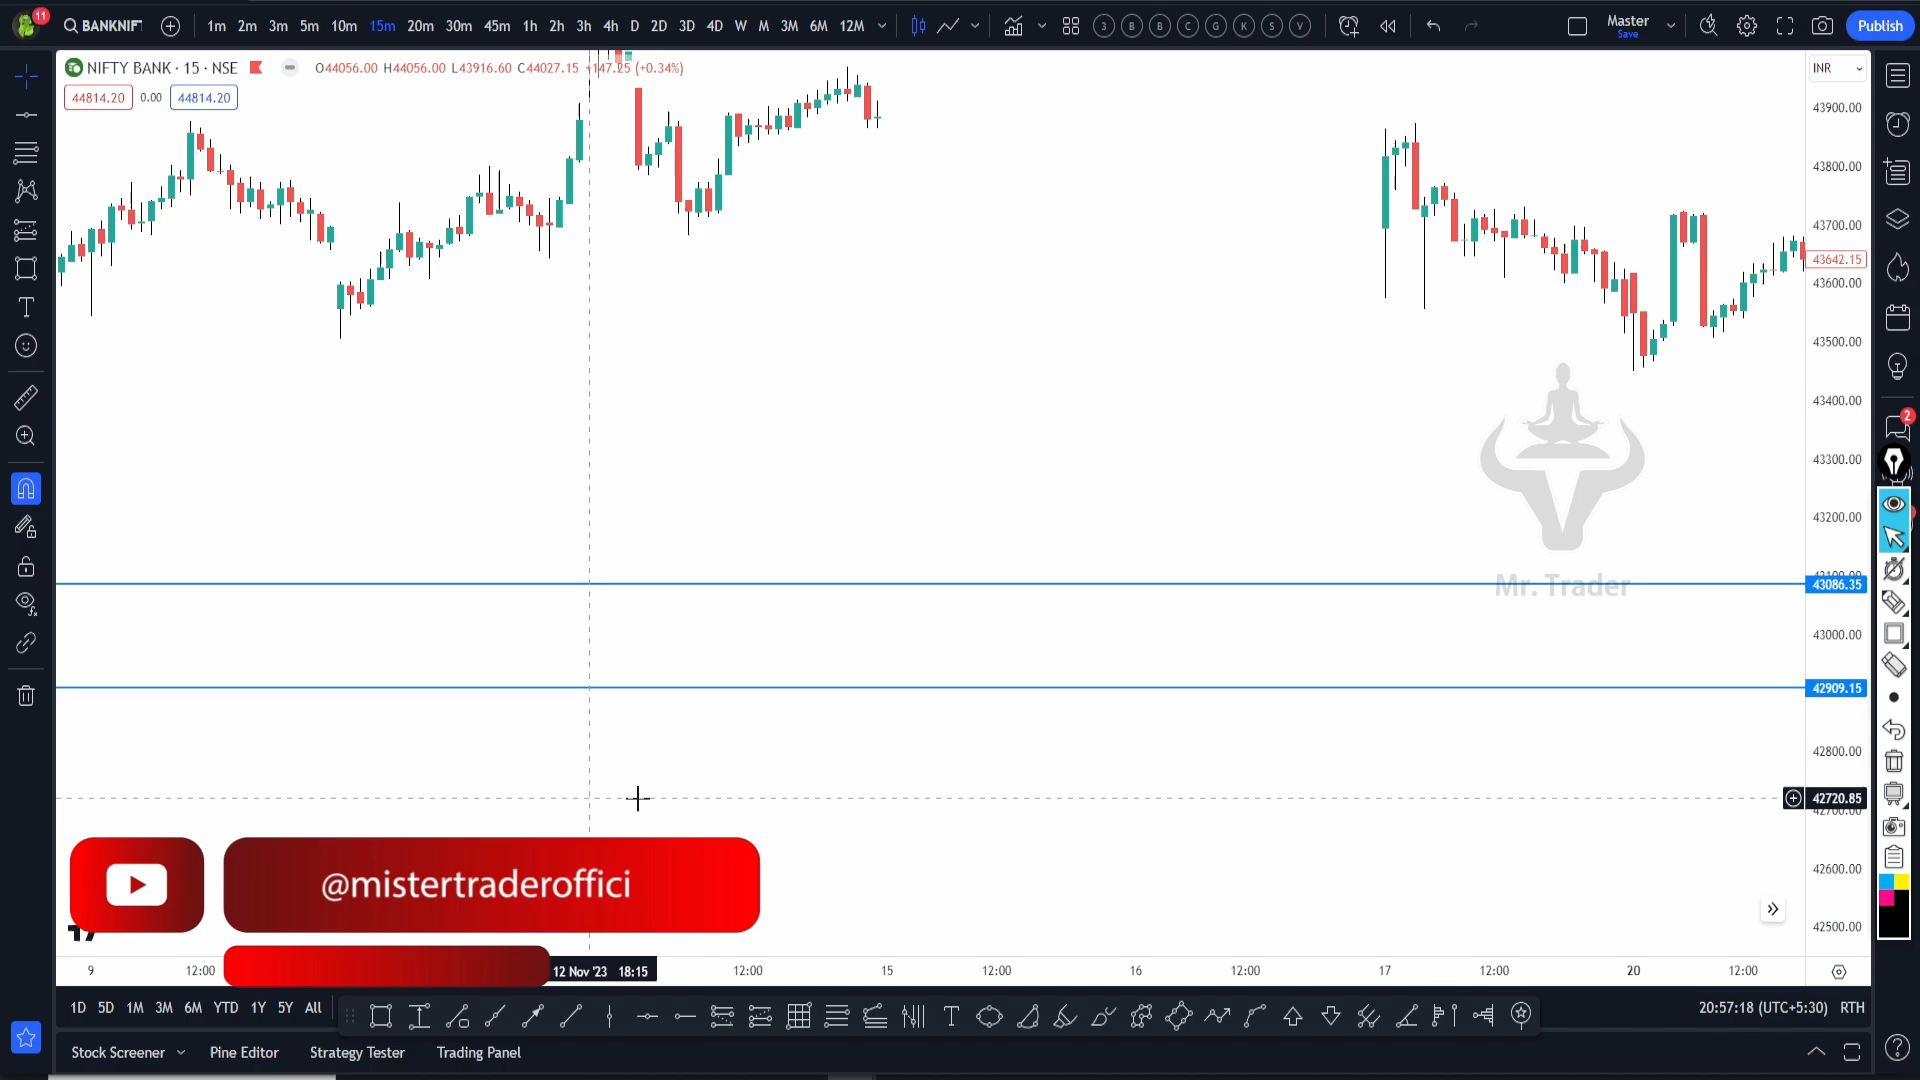 11
BANKNIF
1m 2m 3m 5m 10m 15m 20m 30m 45m 1h 2h 3h 4h D 2D 3D 4D W M 3M 6M 12M
3 B B C G K S V
Master
Save
Publish
NIFTY BANK · 15 · NSE
O44056.00 H44056.00 L43916.60 C44027.15 +147.25 (+0.34%)
INR
44814.20 0.00 44814.20
43900.00
43800.00
43700.00
43642.15
43600.00
43500.00
43400.00
2
43300.00
43200.00
43086.35
Mr. Trader
43000.00
42909.15
42800.00
42720.85
42700.00
42600.00
@mistertraderoffici
42500.00
9 12:00 12 Nov '23 18:15 12:00 15 12:00 16 12:00 17 12:00 20 12:00
1D 5D 1M 3M 6M YTD 1Y 5Y All
20:57:18 (UTC+5:30) RTH
Stock Screener Pine Editor Strategy Tester Trading Panel